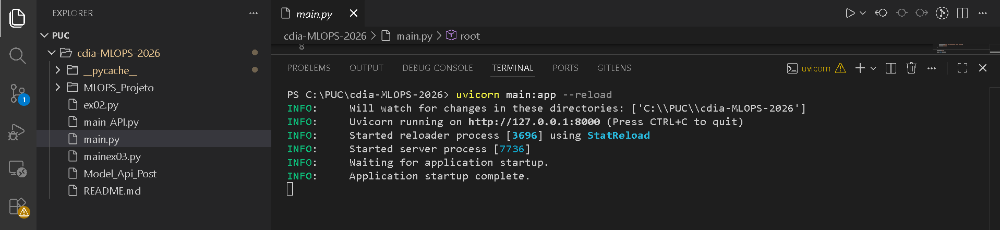 EXPLORER
PUC
cdia-MLOPS-2026
__pycache__
MLOPS_Projeto
ex02.py
main_API.py
main.py
mainex03.py
Model_Api_Post
README.md
1
main.py
cdia-MLOPS-2026 > main.py > root
8
PROBLEMS OUTPUT DEBUG CONSOLE TERMINAL PORTS GITLENS uvicorn
PS C:\PUC\cdia-MLOPS-2026> uvicorn main:app --reload
INFO: Will watch for changes in these directories: ['C:\\PUC\\cdia-MLOPS-2026']
INFO: Uvicorn running on http://127.0.0.1:8000 (Press CTRL+C to quit)
INFO: Started reloader process [3696] using StatReload
INFO: Started server process [7736]
INFO: Waiting for application startup.
INFO: Application startup complete.